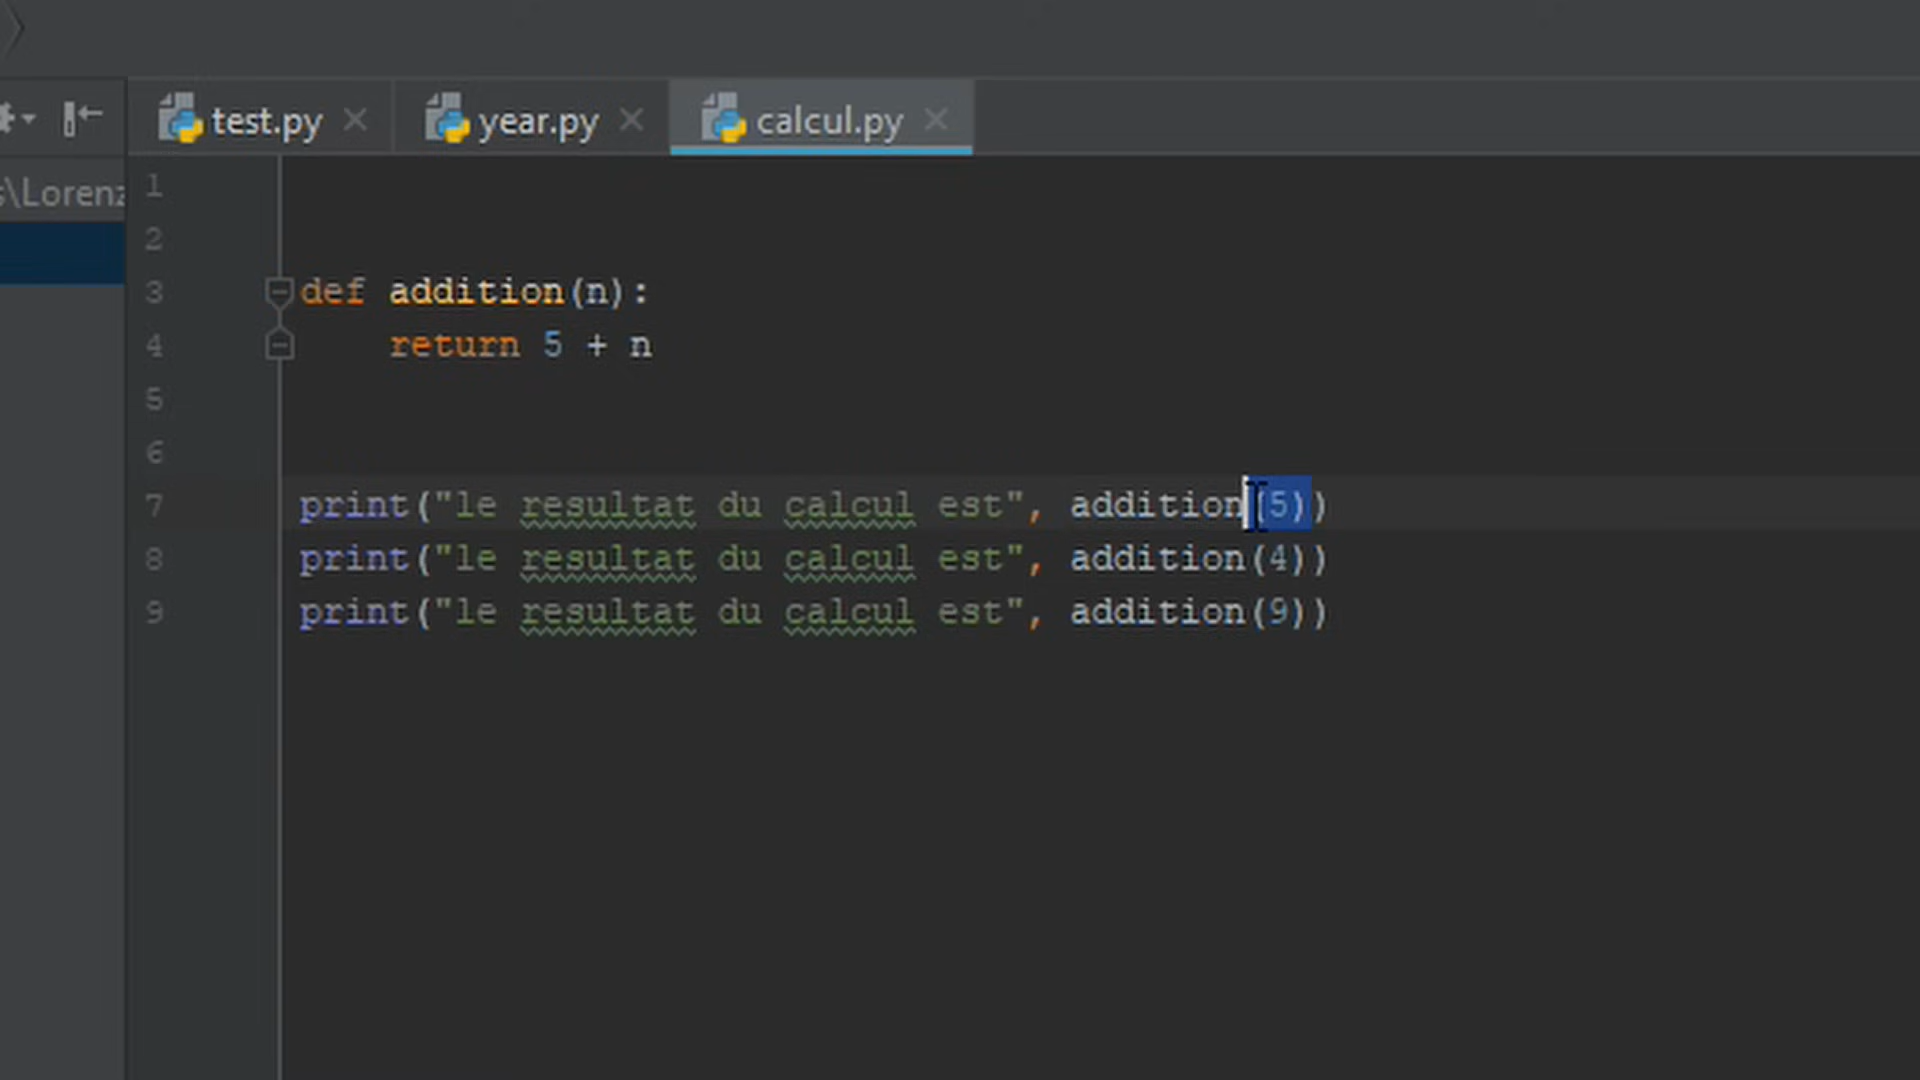 test.py year.py calcul.py
\Lorenz
1
2
3 def addition(n):
4 return 5 + n
5
6
7 print("le resultat du calcul est", addition(5))
8 print("le resultat du calcul est", addition(4))
9 print("le resultat du calcul est", addition(9))